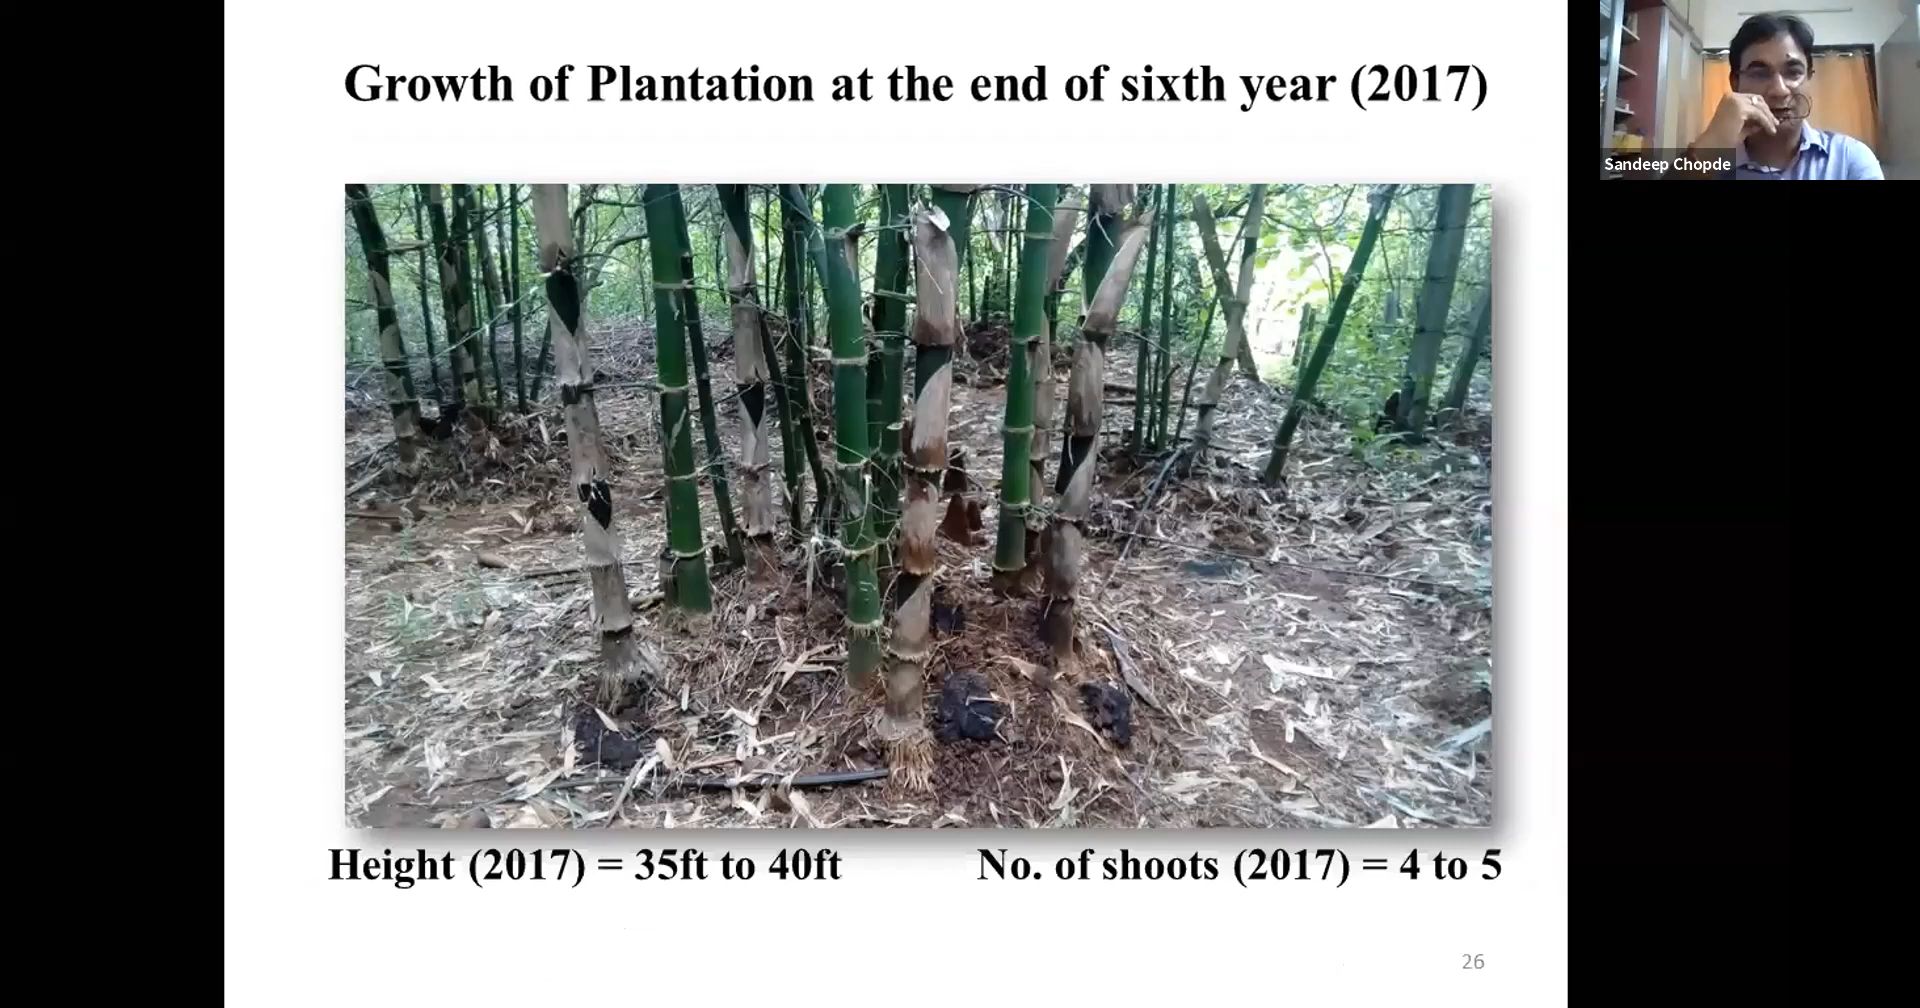 Growth of Plantation at the end of sixth year (2017)
Sandeep Chopde
Height (2017) = 35ft to 40ft
No. of shoots (2017) = 4 to 5
26